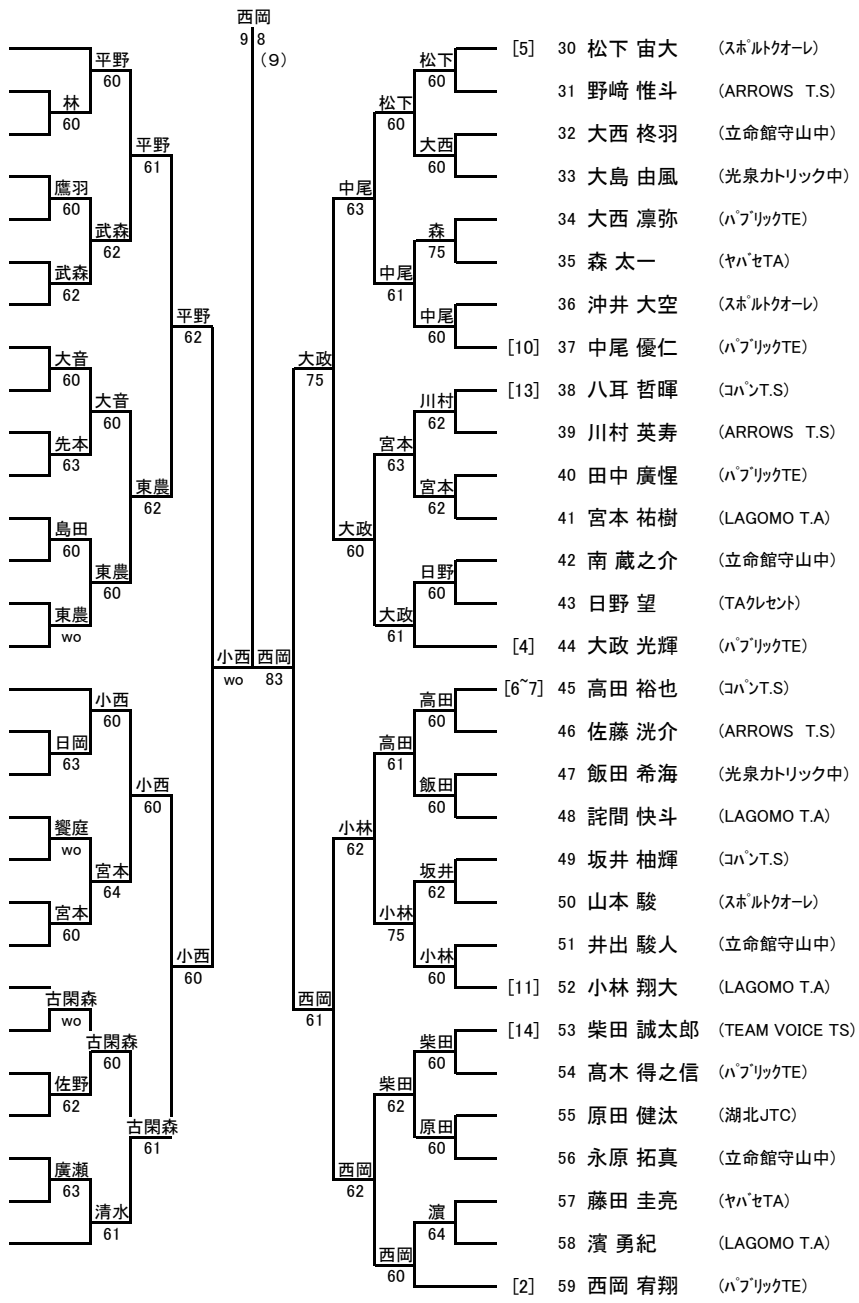 西岡
9 8
(9)
平野
60
林
60
平野
61
鷹羽
60
武森
62
武森
62
平野
62
大音
60
大音
60
先本
63
東農
62
島田
60
東農
60
東農
wo
小西
wo
小西
60
日岡
63
小西
60
饗庭
wo
宮本
64
宮本
60
小西
60
古閑森
wo
古閑森
60
佐野
62
古閑森
61
廣瀬
63
清水
61
西岡
83
大政
75
中尾
63
松下
60
松下
60
大西
60
中尾
61
森
75
中尾
60
大政
60
宮本
63
川村
62
宮本
62
大政
61
日野
60
西岡
61
小林
62
高田
61
高田
60
飯田
60
小林
75
坂井
62
小林
60
西岡
62
柴田
62
柴田
60
原田
60
西岡
60
濵
64
[5] 30 松下 宙大 (スポルトクオーレ)
31 野﨑 惟斗 (ARROWS T.S)
32 大西 柊羽 (立命館守山中)
33 大島 由風 (光泉カトリック中)
34 大西 凛弥 (パブリックTE)
35 森 太一 (ヤバセTA)
36 沖井 大空 (スポルトクオーレ)
[10] 37 中尾 優仁 (パブリックTE)
[13] 38 八耳 哲暉 (コパンT.S)
39 川村 英寿 (ARROWS T.S)
40 田中 廣惺 (パブリックTE)
41 宮本 祐樹 (LAGOMO T.A)
42 南 蔵之介 (立命館守山中)
43 日野 望 (TAクレセント)
[4] 44 大政 光輝 (パブリックTE)
[6~7] 45 高田 裕也 (コパンT.S)
46 佐藤 洸介 (ARROWS T.S)
47 飯田 希海 (光泉カトリック中)
48 詫間 快斗 (LAGOMO T.A)
49 坂井 柚輝 (コパンT.S)
50 山本 駿 (スポルトクオーレ)
51 井出 駿人 (立命館守山中)
[11] 52 小林 翔大 (LAGOMO T.A)
[14] 53 柴田 誠太郎 (TEAM VOICE TS)
54 髙木 得之信 (パブリックTE)
55 原田 健汰 (湖北JTC)
56 永原 拓真 (立命館守山中)
57 藤田 圭亮 (ヤバセTA)
58 濵 勇紀 (LAGOMO T.A)
[2] 59 西岡 宥翔 (パブリックTE)